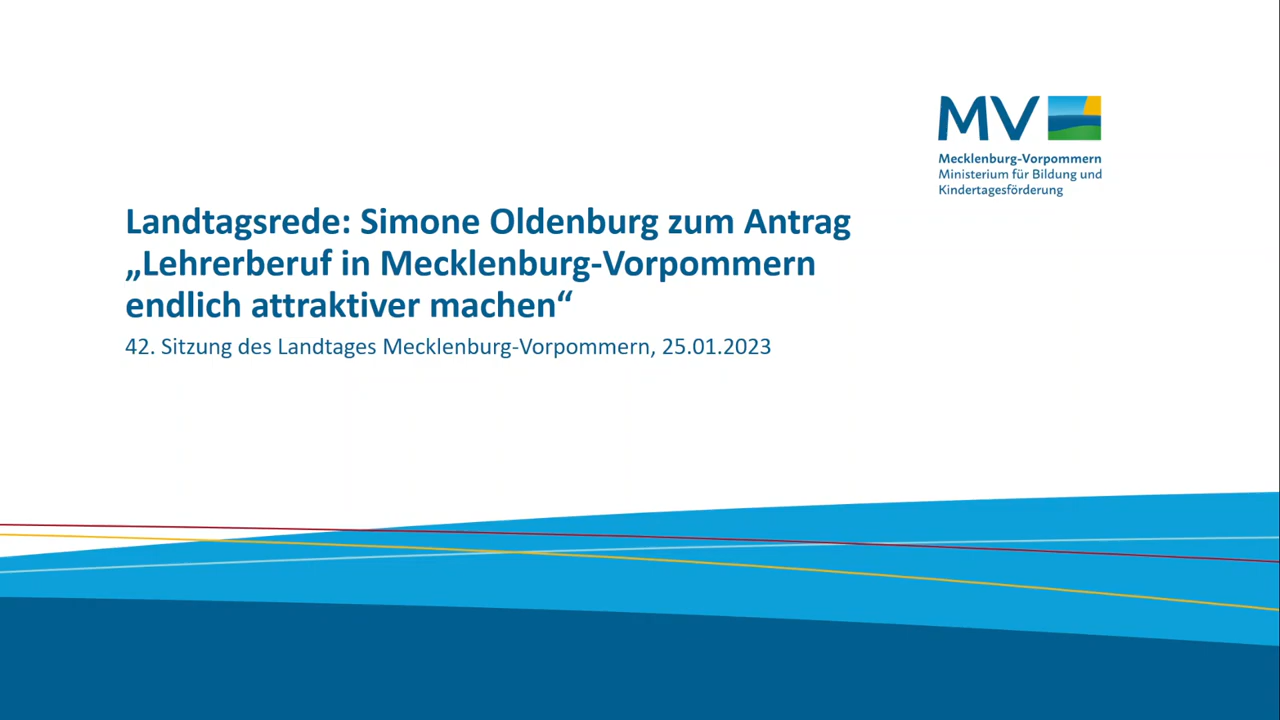 MV
Mecklenburg-Vorpommern
Ministerium für Bildung und
Kindertagesförderung
Landtagsrede: Simone Oldenburg zum Antrag
„Lehrerberuf in Mecklenburg-Vorpommern
endlich attraktiver machen“
42. Sitzung des Landtages Mecklenburg-Vorpommern, 25.01.2023